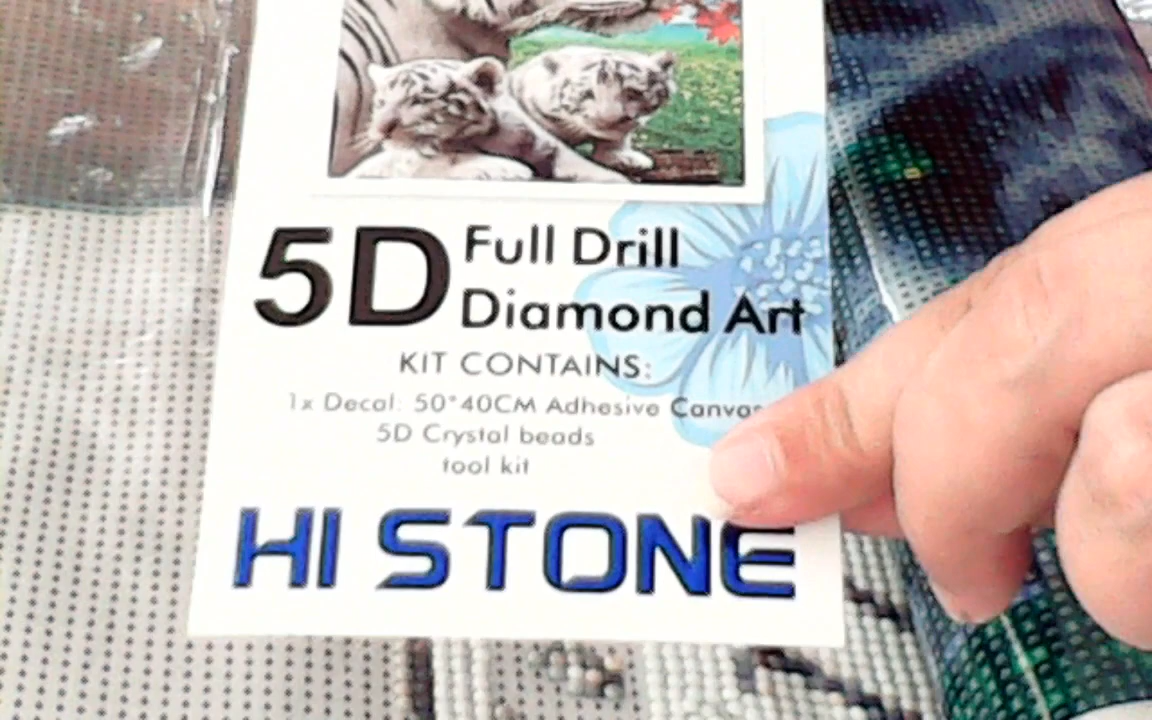 5D Full Drill
Diamond Art
KIT CONTAINS:
1x Decal: 50*40CM Adhesive Canvas
5D Crystal beads
tool kit
HI STONE